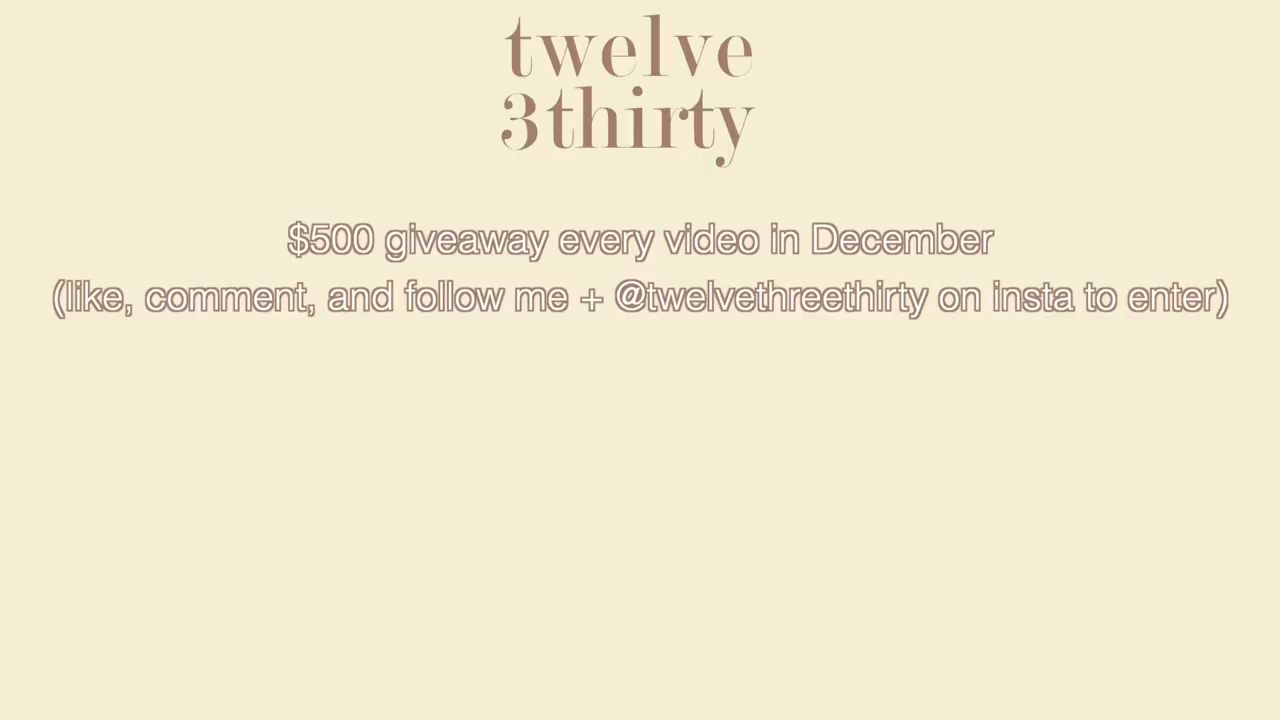 twelve
3thirty
$500 giveaway every video in December
(like, comment, and follow me + @twelvethreethirty on insta to enter)